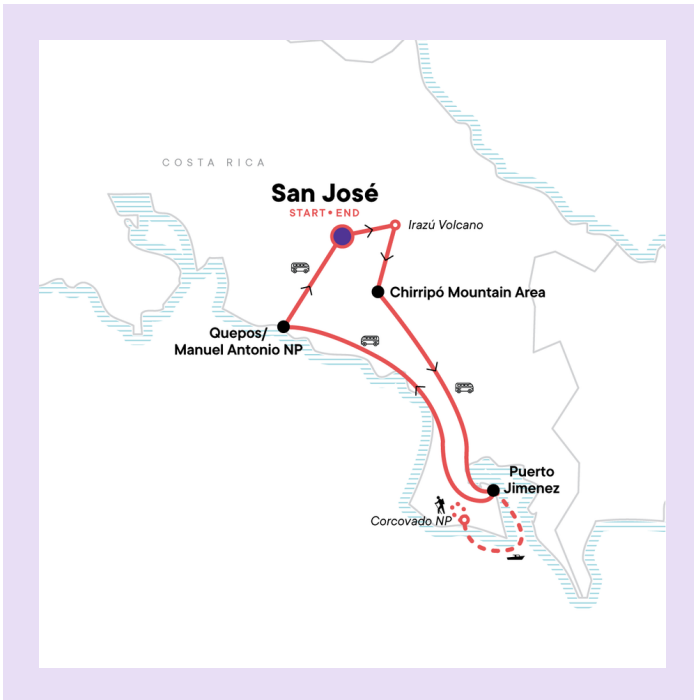 COSTA RICA
San José
START • END
Irazú Volcano
Chirripó Mountain Area
Quepos/
Manuel Antonio NP
Puerto
Jimenez
Corcovado NP